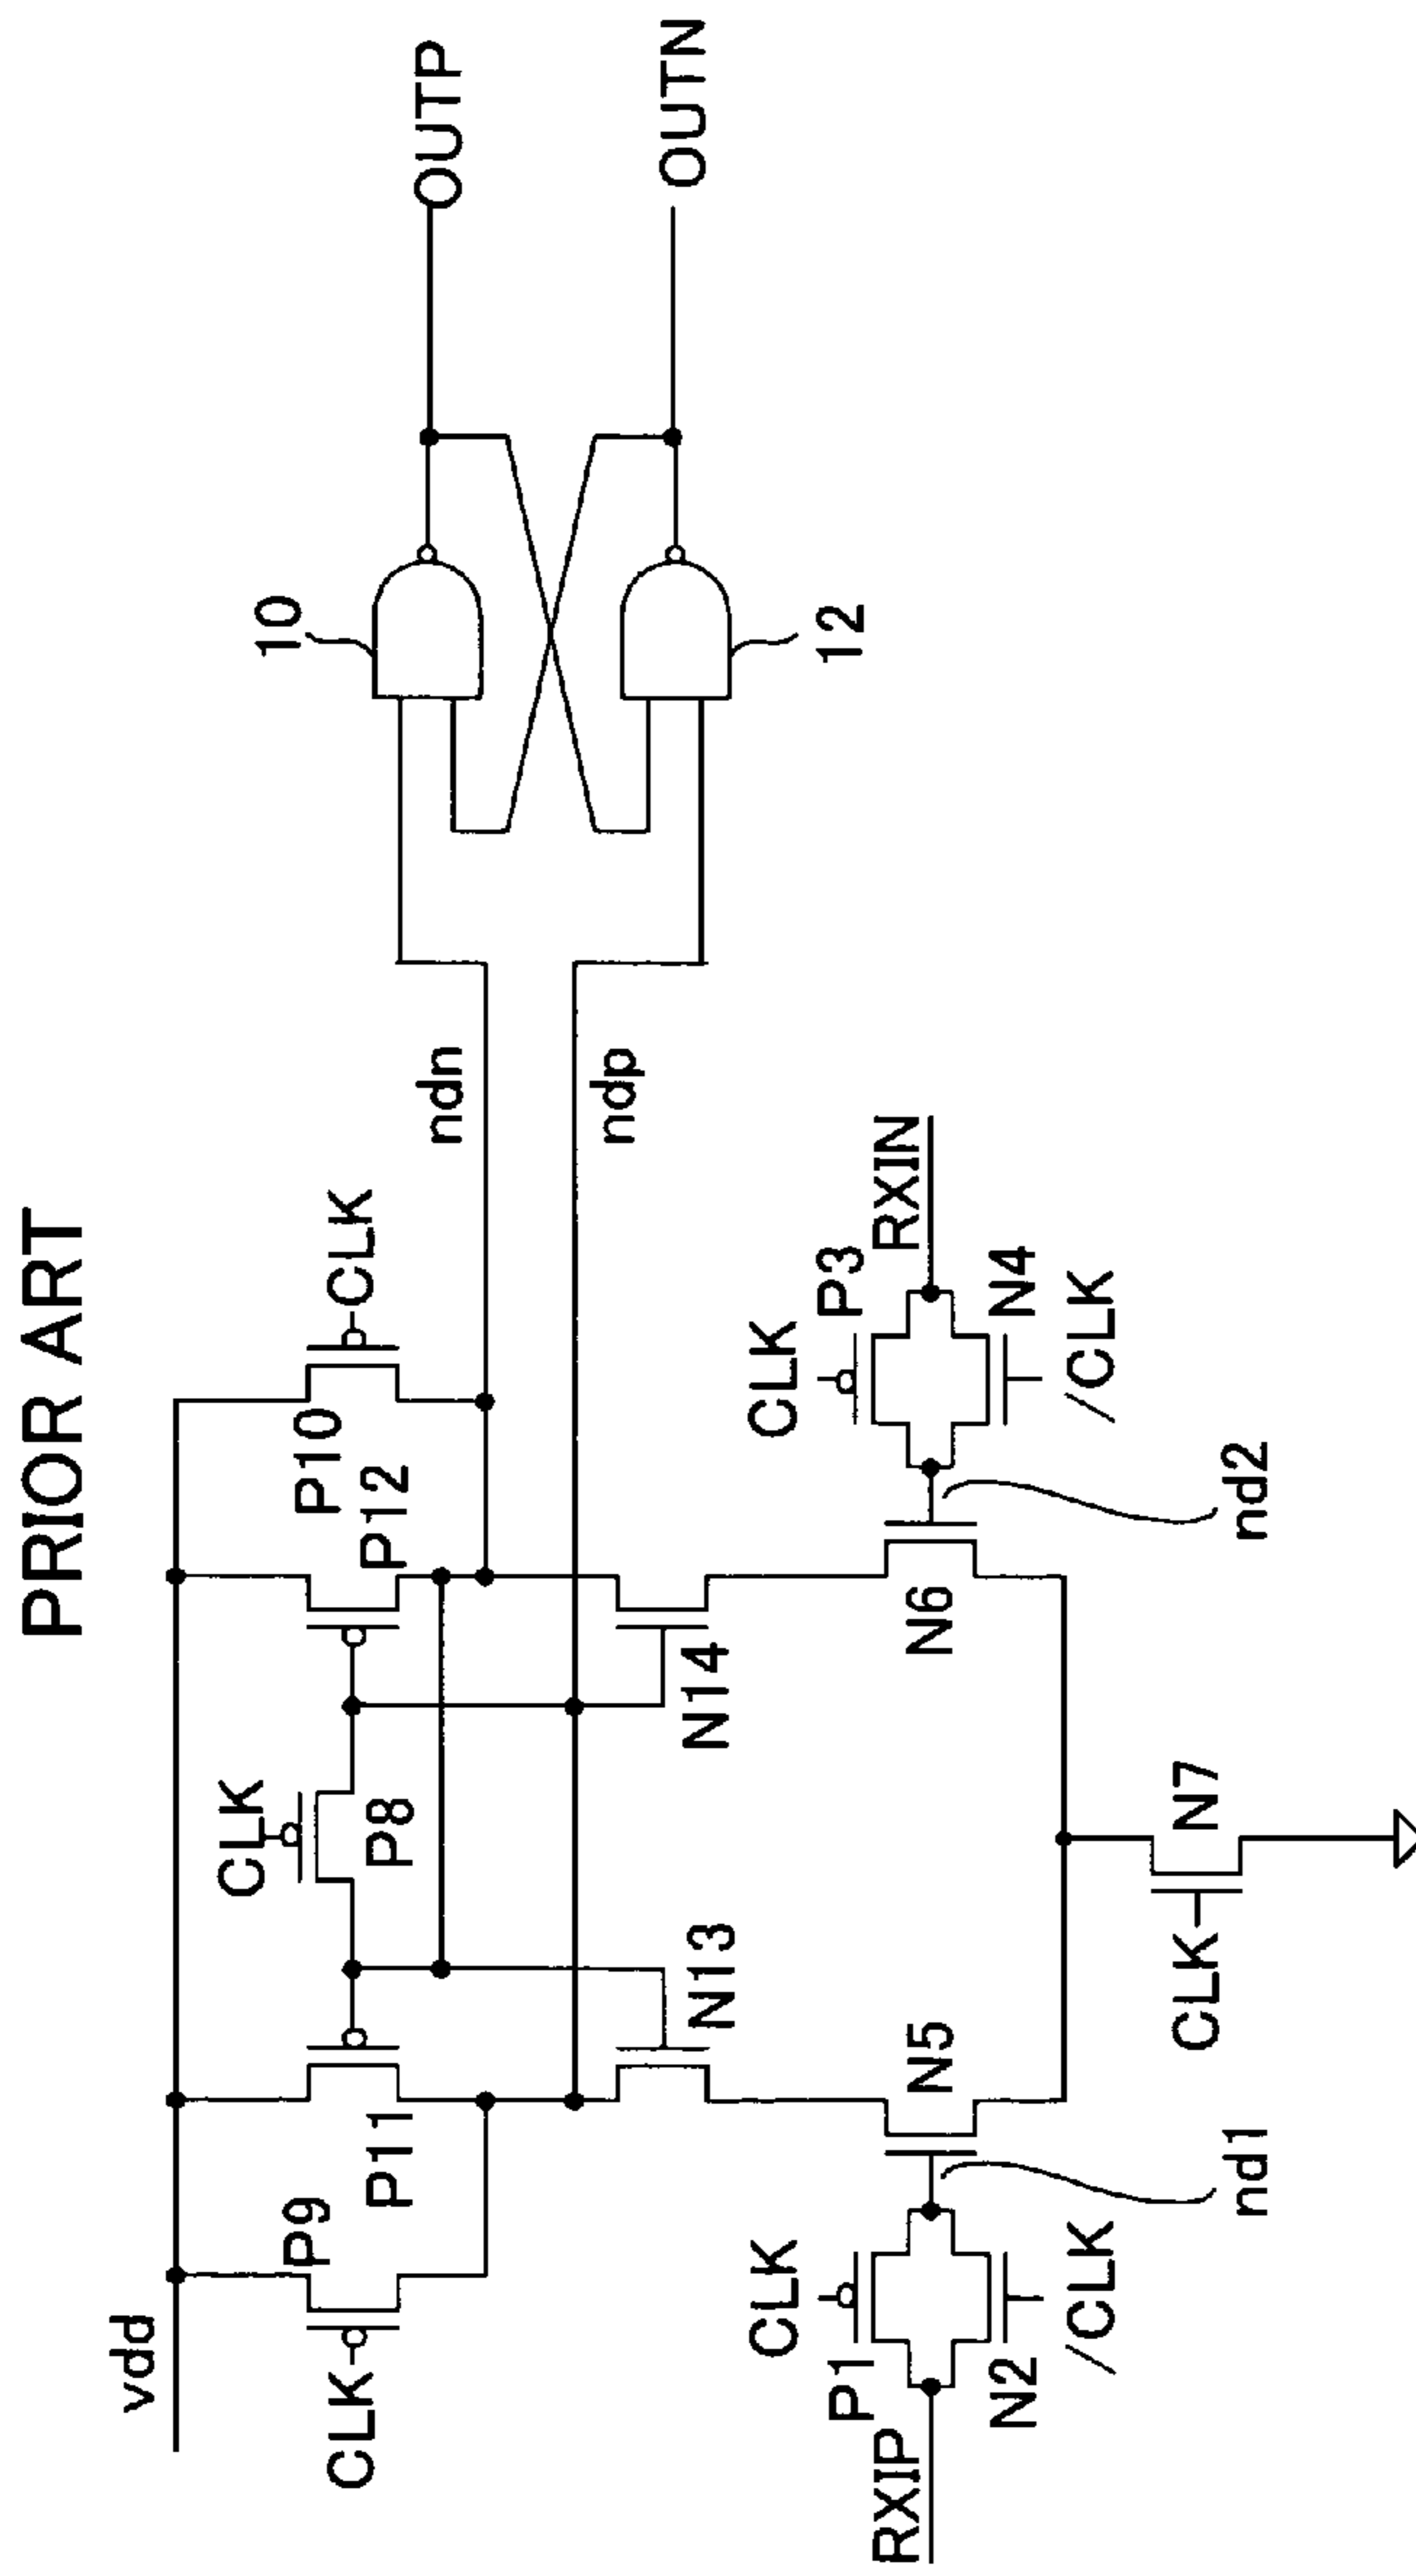 PRIOR ART
vdd
CLK
P9
P11
CLK
P8
P12
P10
CLK
ndn
ndp
10
12
OUTP
OUTN
N13
N14
RXIP
CLK
P1
N2
/CLK
nd1
N5
N6
nd2
CLK
P3
N4
/CLK
RXIN
CLK
N7